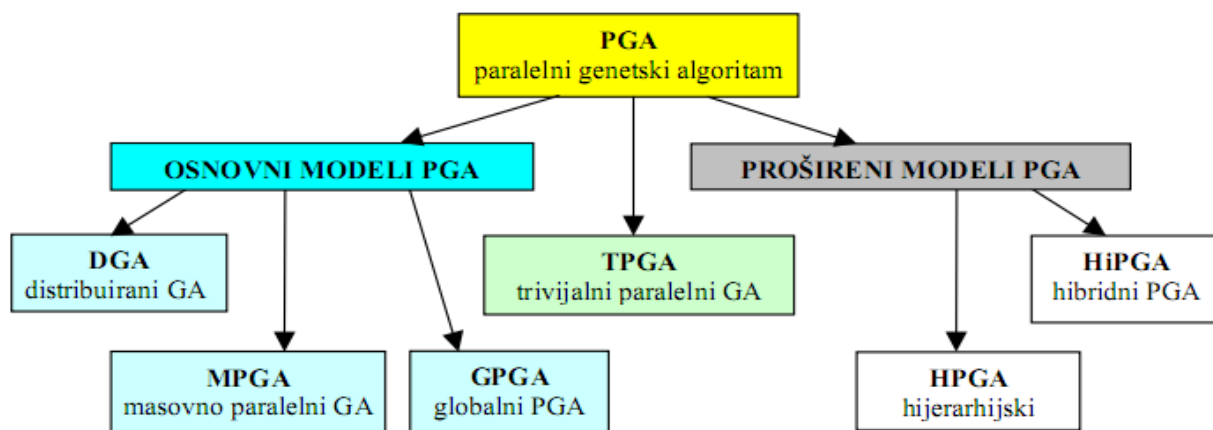 PGA
paralelni genetski algoritam
OSNOVNI MODELI PGA
PROŠIRENI MODELI PGA
DGA
distribuirani GA
TPGA
trivijalni paralelni GA
HiPGA
hibridni PGA
MPGA
masovno paralelni GA
GPGA
globalni PGA
HPGA
hijerarhijski